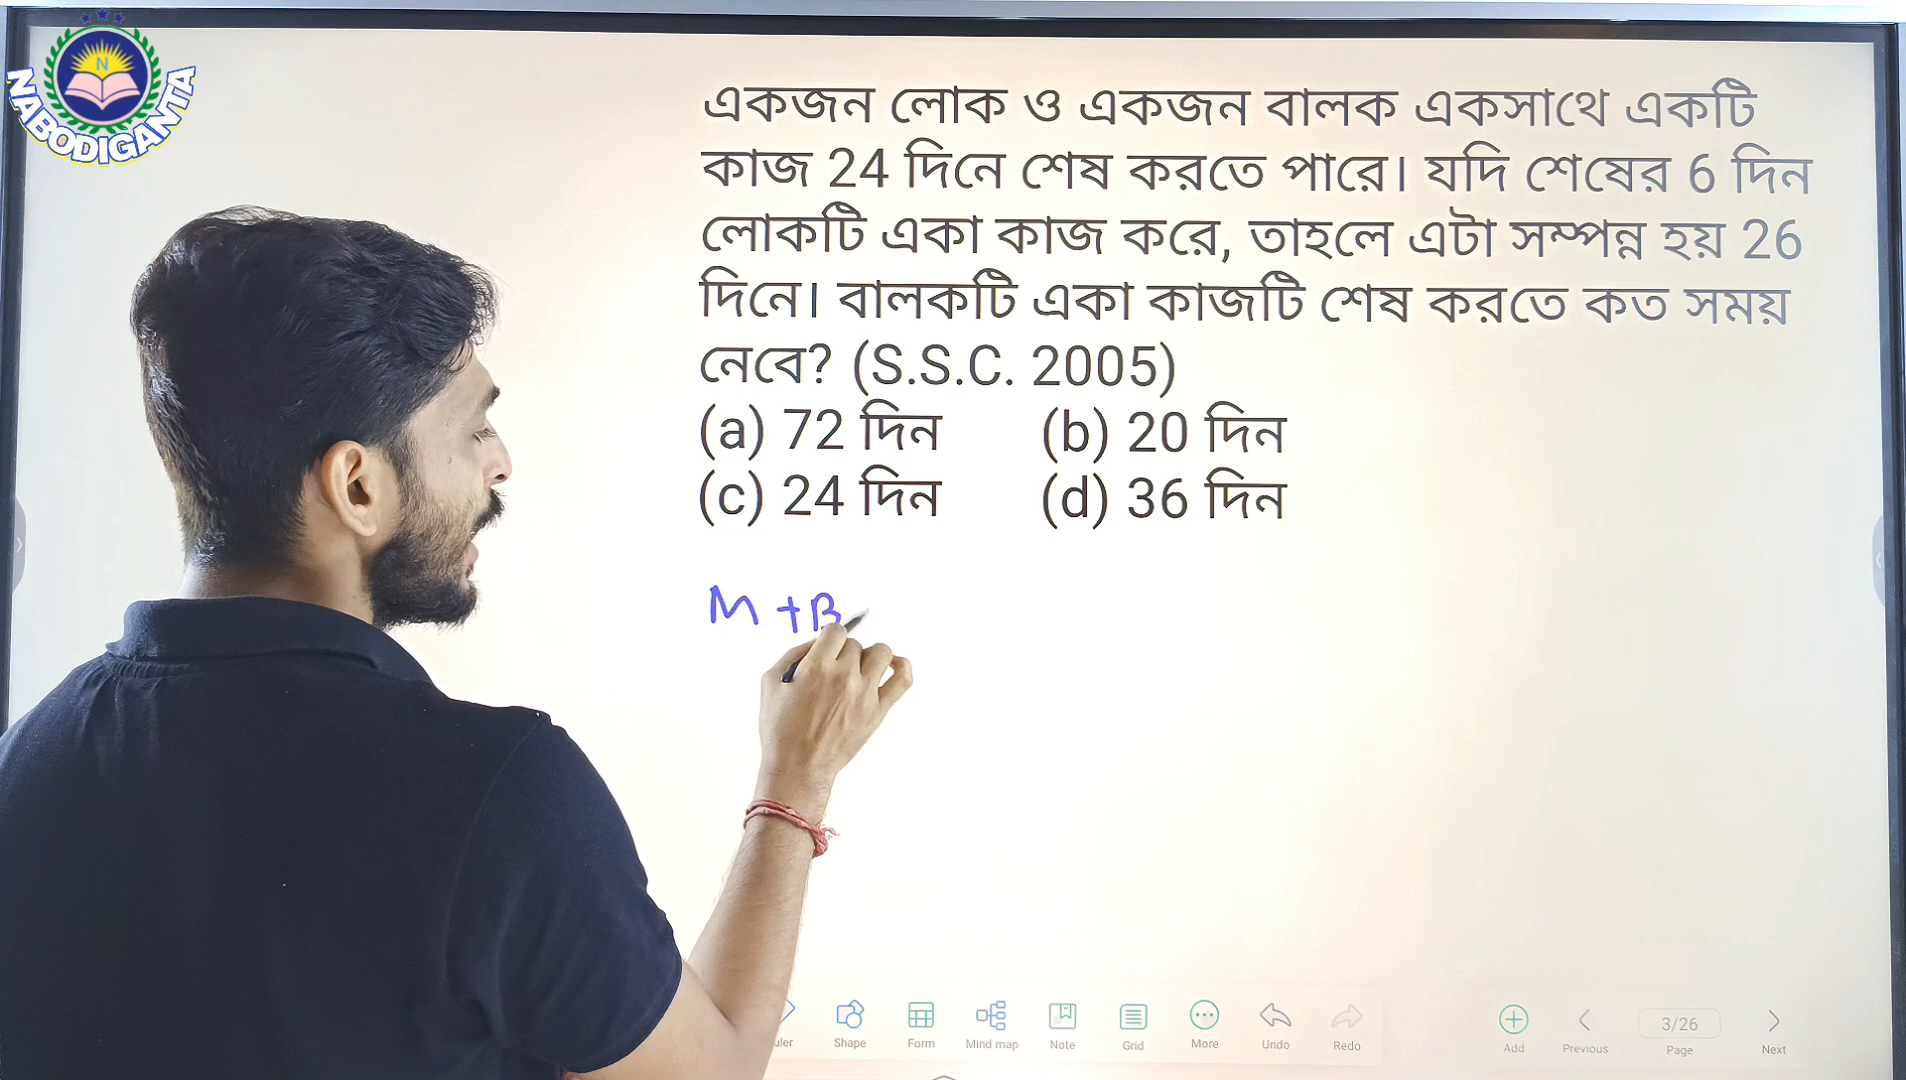 N
NABODIGANTA
একজন লোক ও একজন বালক একসাথে একটি
কাজ 24 দিনে শেষ করতে পারে। যদি শেষের 6 দিন
লোকটি একা কাজ করে, তাহলে এটা সম্পন্ন হয় 26
দিনে। বালকটি একা কাজটি শেষ করতে কত সময়
নেবে? (S.S.C. 2005)
(a) 72 দিন (b) 20 দিন
(c) 24 দিন (d) 36 দিন
M + B
Shape Form Mind map Note Grid More Undo Redo Add Previous 3/26 Page Next